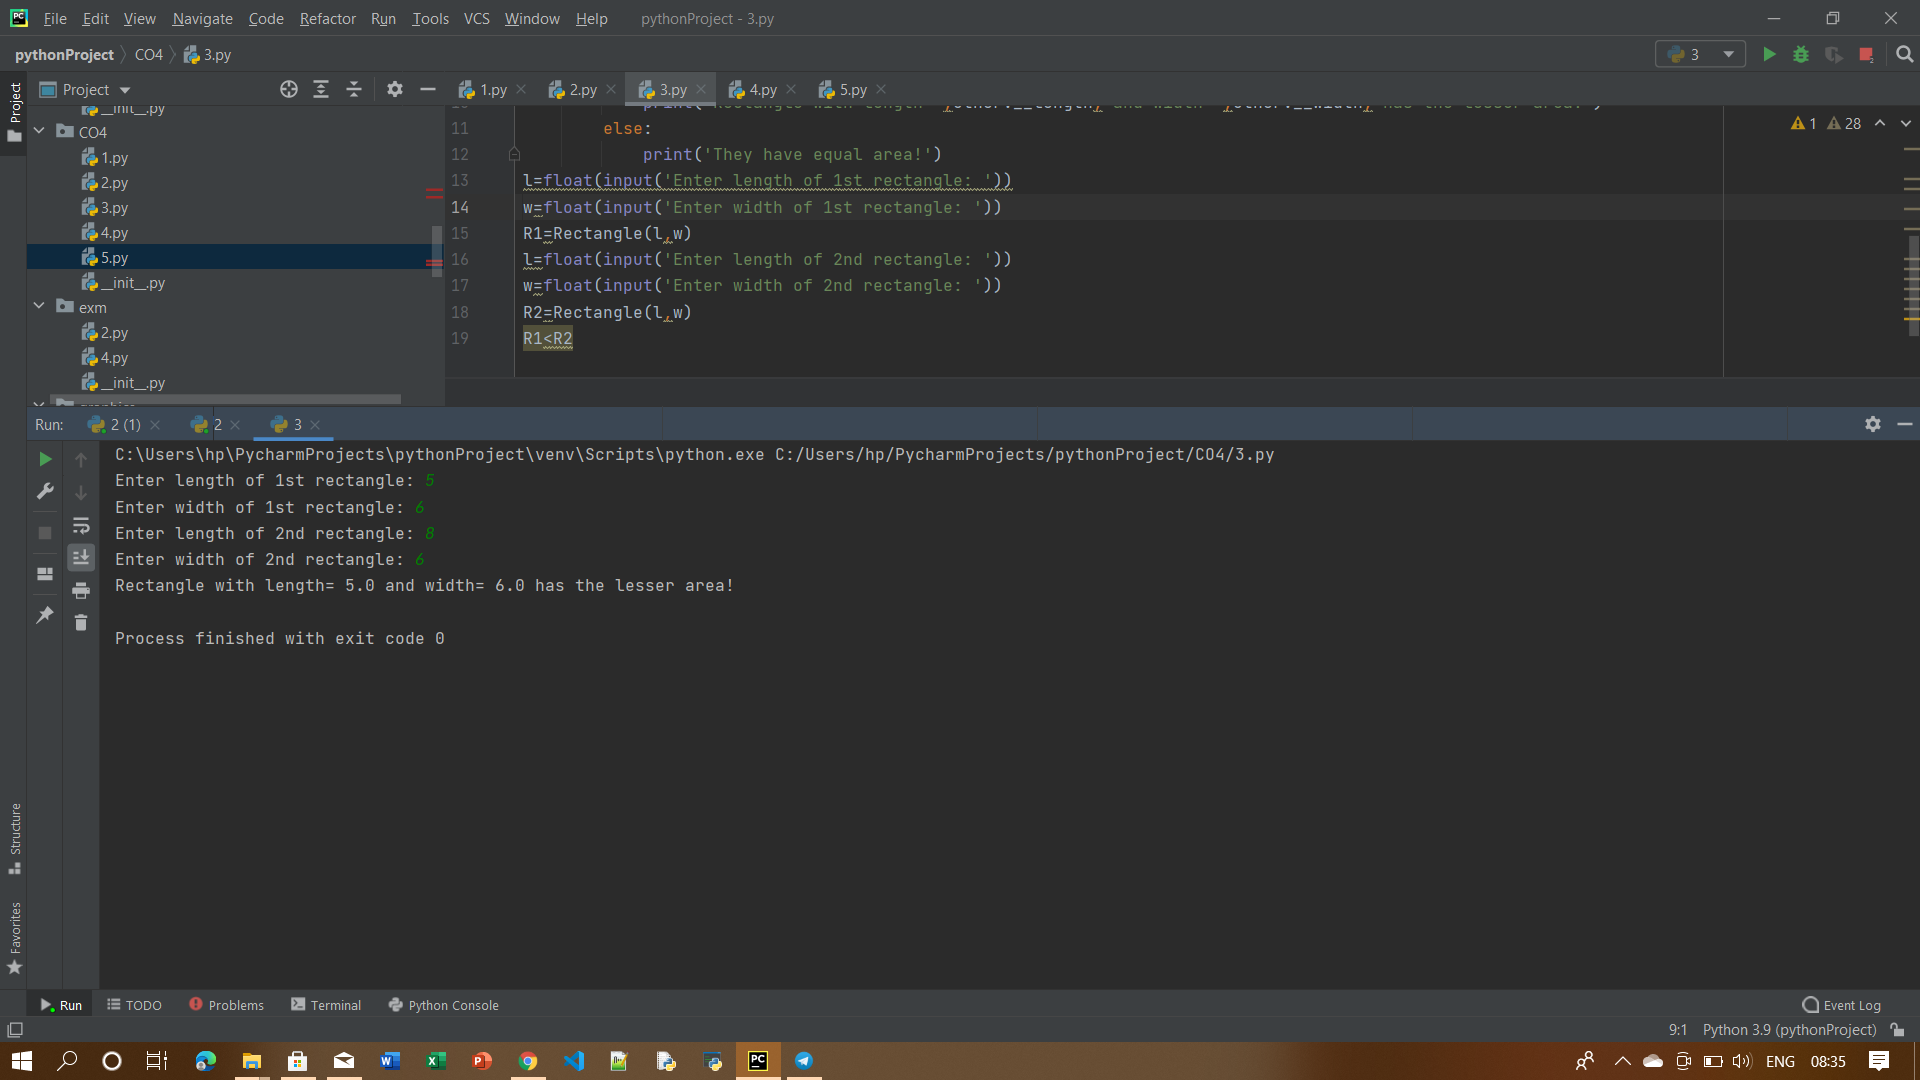 File Edit View Navigate Code Refactor Run Tools VCS Window Help pythonProject - 3.py
pythonProject CO4 3.py
3
Project
1.py 2.py 3.py 4.py 5.py
Project
__init__.py
CO4
1.py
2.py
3.py
4.py
5.py
__init__.py
exm
2.py
4.py
__init__.py
1 28
11 else:
12 print('They have equal area!')
13 l=float(input('Enter length of 1st rectangle: '))
14 w=float(input('Enter width of 1st rectangle: '))
15 R1=Rectangle(l,w)
16 l=float(input('Enter length of 2nd rectangle: '))
17 w=float(input('Enter width of 2nd rectangle: '))
18 R2=Rectangle(l,w)
19 R1<R2
Run: 2 (1) 2 3
C:\Users\hp\PycharmProjects\pythonProject\venv\Scripts\python.exe C:/Users/hp/PycharmProjects/pythonProject/CO4/3.py
Enter length of 1st rectangle: 5
Enter width of 1st rectangle: 6
Enter length of 2nd rectangle: 8
Enter width of 2nd rectangle: 6
Rectangle with length= 5.0 and width= 6.0 has the lesser area!
Process finished with exit code 0
Structure
Favorites
Run TODO Problems Terminal Python Console Event Log
9:1 Python 3.9 (pythonProject)
ENG 08:35